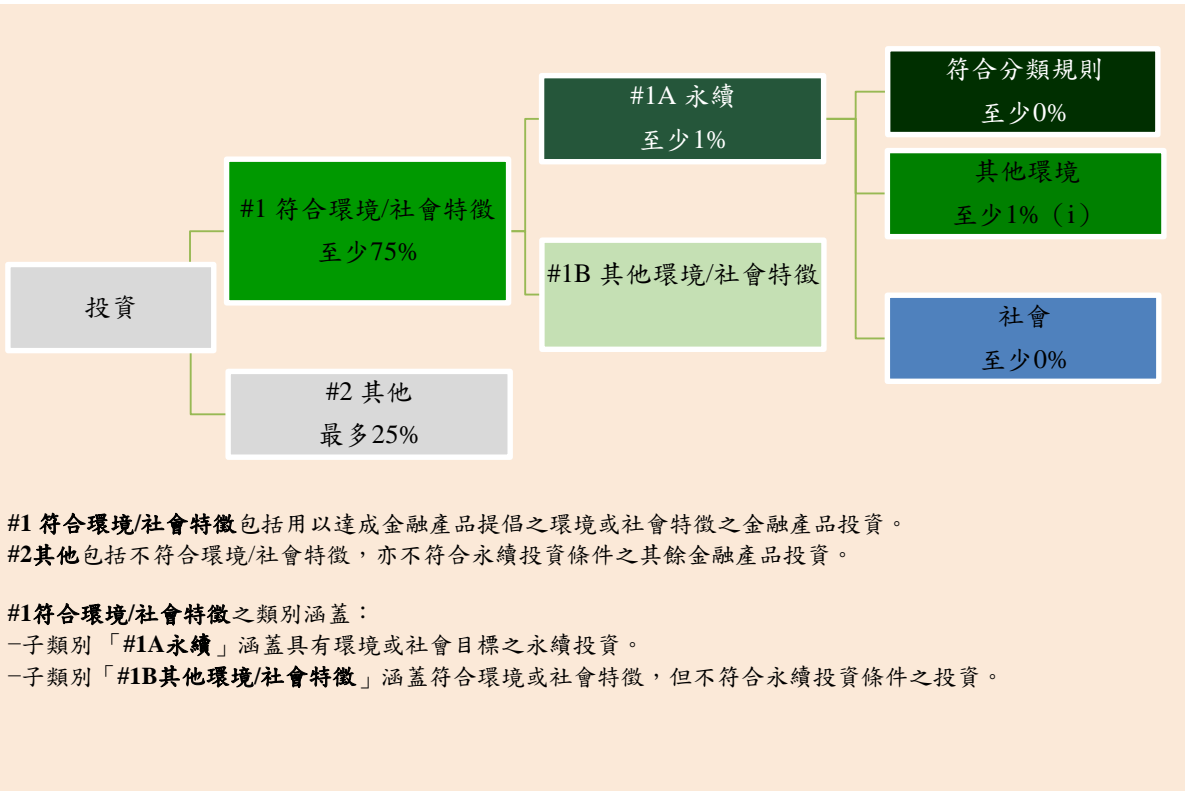 投資
#1 符合環境/社會特徵
至少75%
#2 其他
最多25%
#1A 永續
至少1%
#1B 其他環境/社會特徵
符合分類規則
至少0%
其他環境
至少1%（i）
社會
至少0%
#1 符合環境/社會特徵包括用以達成金融產品提倡之環境或社會特徵之金融產品投資。
#2其他包括不符合環境/社會特徵，亦不符合永續投資條件之其餘金融產品投資。
#1符合環境/社會特徵之類別涵蓋：
−子類別「#1A永續」涵蓋具有環境或社會目標之永續投資。
−子類別「#1B其他環境/社會特徵」涵蓋符合環境或社會特徵，但不符合永續投資條件之投資。